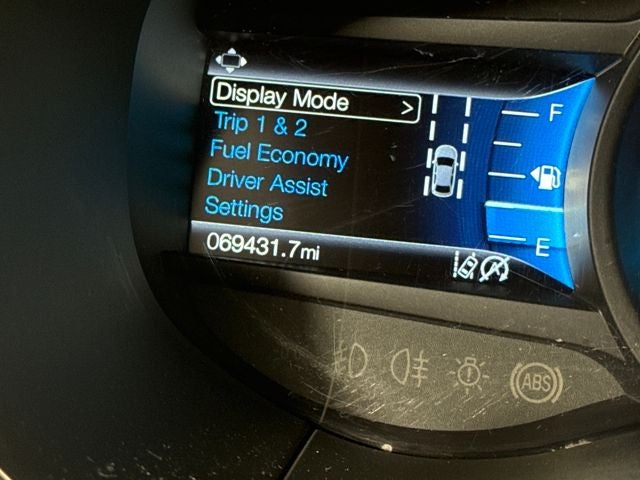 Display Mode >
Trip 1 & 2
Fuel Economy
Driver Assist
Settings
069431.7mi
F
E
ABS